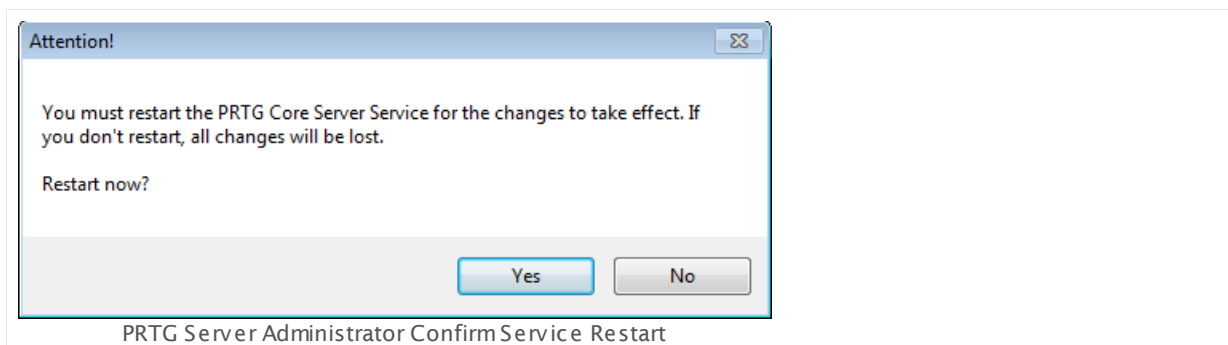 Attention!
You must restart the PRTG Core Server Service for the changes to take effect. If
you don't restart, all changes will be lost.
Restart now?
Yes No
PRTG Server Administrator Confirm Service Restart